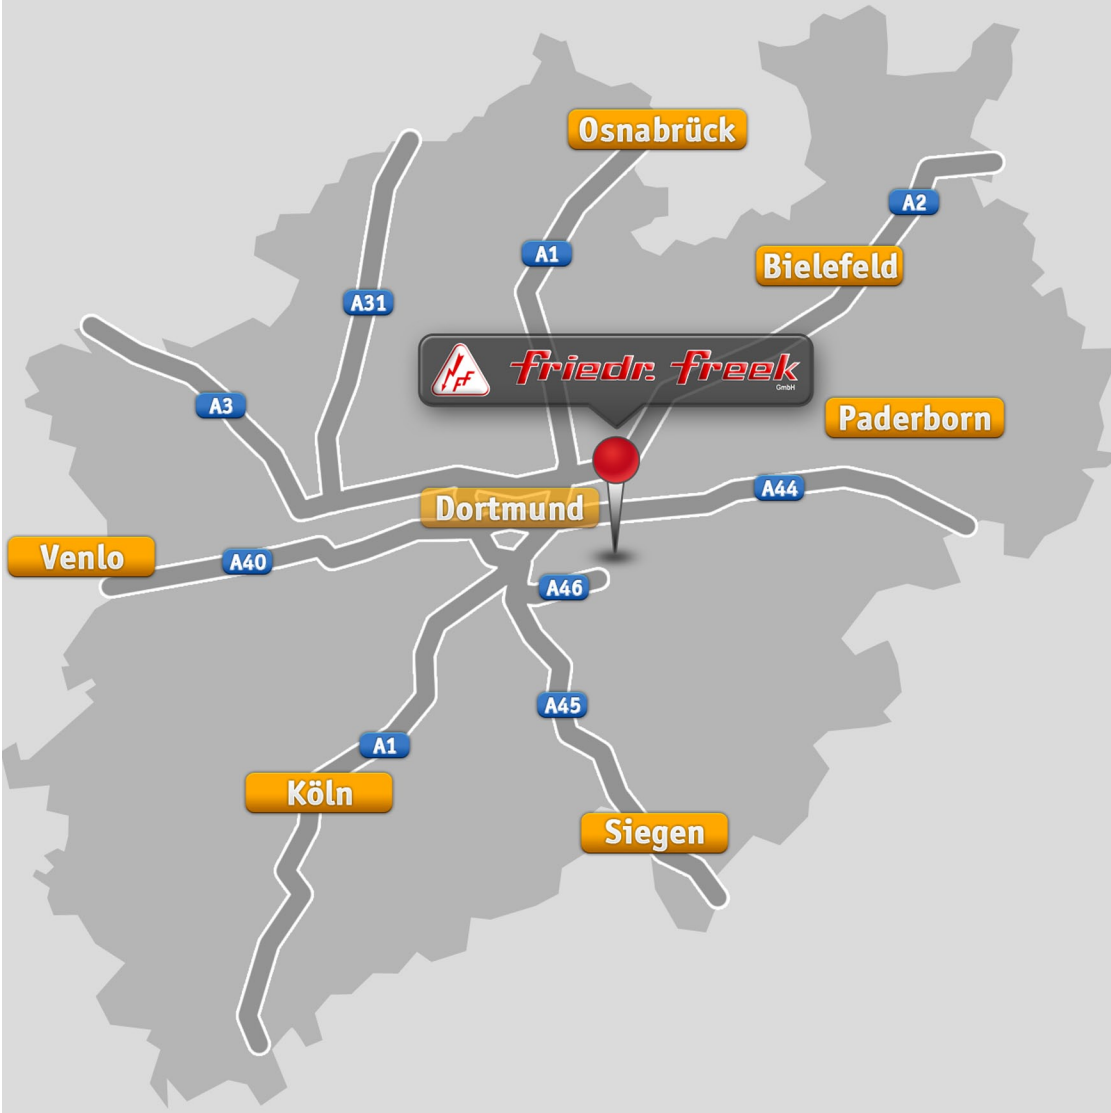 Osnabrück
A2
A1
Bielefeld
A31
FF
friedr. freek
GmbH
A3
Paderborn
A44
Dortmund
Venlo
A40
A46
A45
A1
Köln
Siegen